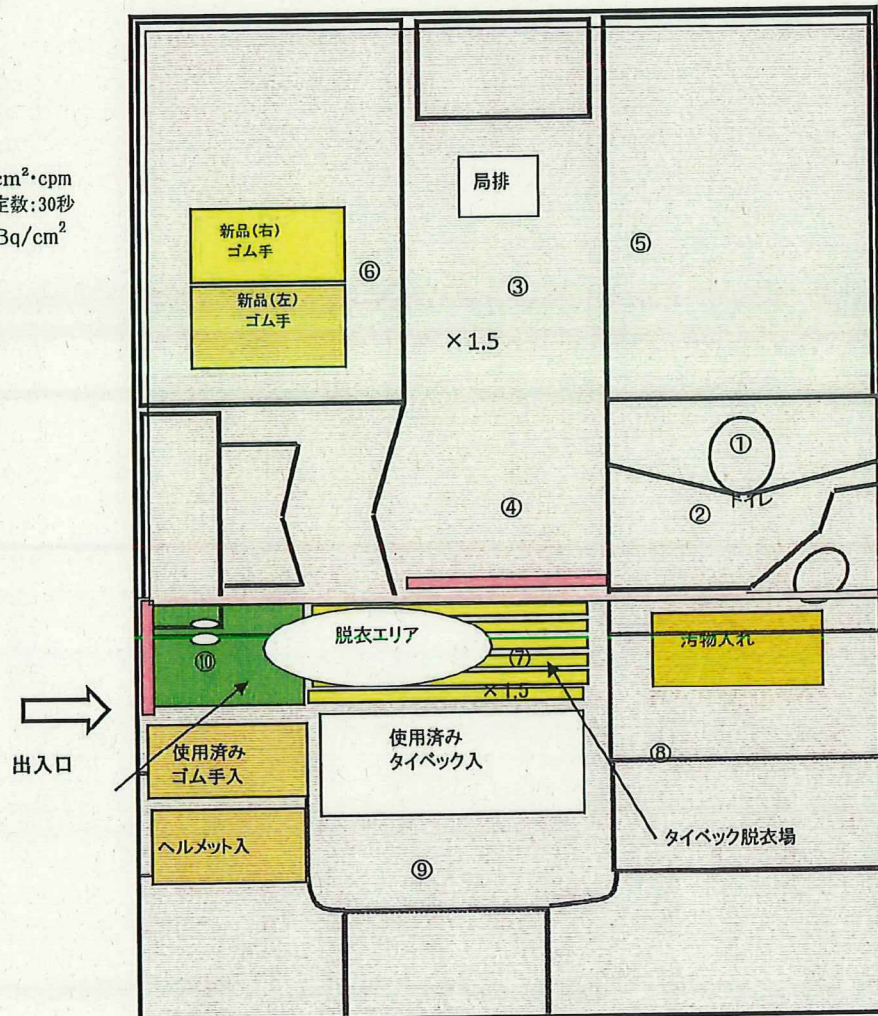 cm²･cpm
定数:30秒
Bq/cm²
局排
新品(右)
ゴム手
⑥
③
⑤
新品(左)
ゴム手
×1.5
①
④
②
トイレ
脱衣エリア
⑦
汚物入れ
⑩
×1.5
出入口
使用済み
ゴム手入
使用済み
タイベック入
⑧
ヘルメット入
タイベック脱衣場
⑨